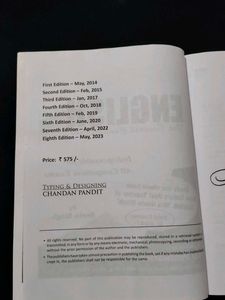 First Edition – May, 2014
Second Edition – Feb, 2015
Third Edition – Jan, 2017
Fourth Edition – Oct, 2018
Fifth Edition – Feb, 2019
Sixth Edition – June, 2020
Seventh Edition – April, 2022
Eighth Edition – May, 2023
Price: ₹ 575 /-
TYPING & DESIGNING
CHANDAN PANDIT
• All rights reserved. No part of this publication may be reproduced, stored in a retrieval system
transmitted, in any form or by any means electronic, mechanical, photocopying, recording or otherwise
without the prior permission of the author and the publishers.
• The publishers have taken utmost precaution in publishing the book, yet if any mistake has inadvertently
crept in, the publishers shall not be responsible for the same.